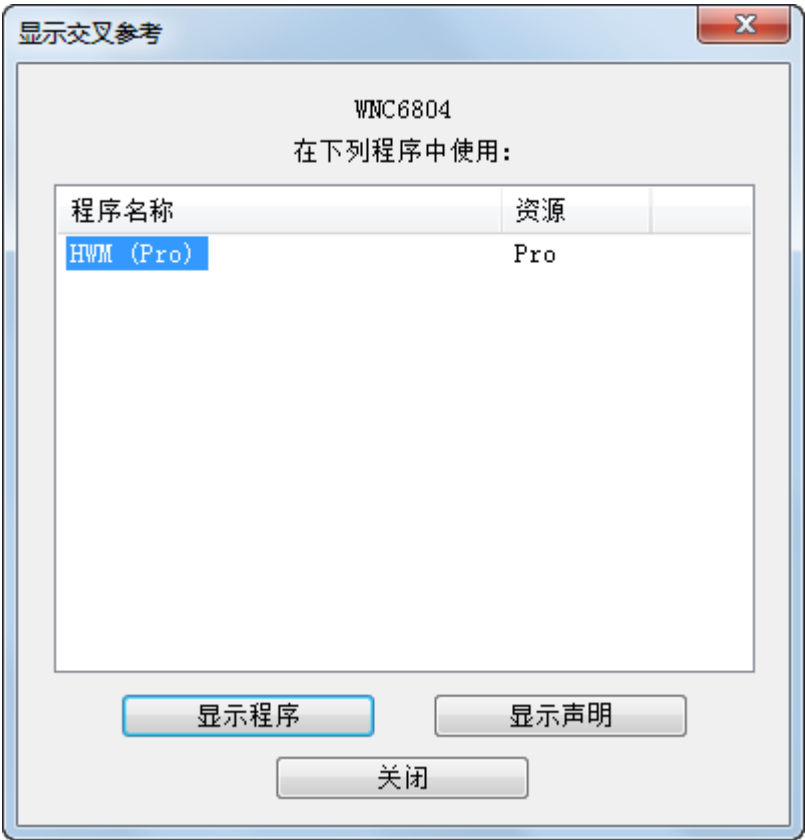 显示交叉参考
WNC6804
在下列程序中使用:
程序名称 资源
HWM (Pro) Pro
显示程序 显示声明
关闭